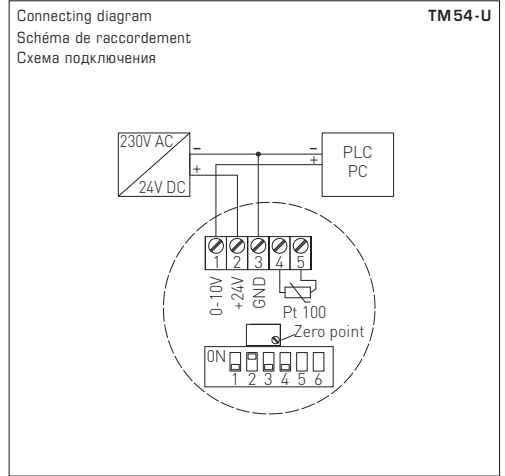 Connecting diagram TM54-U
Schéma de raccordement
Схема подключения
230V AC
24V DC
–
+
–
+
PLC
PC
1 2 3 4 5
0-10V
+24V
GND
Pt 100
Zero point
ON
1 2 3 4 5 6